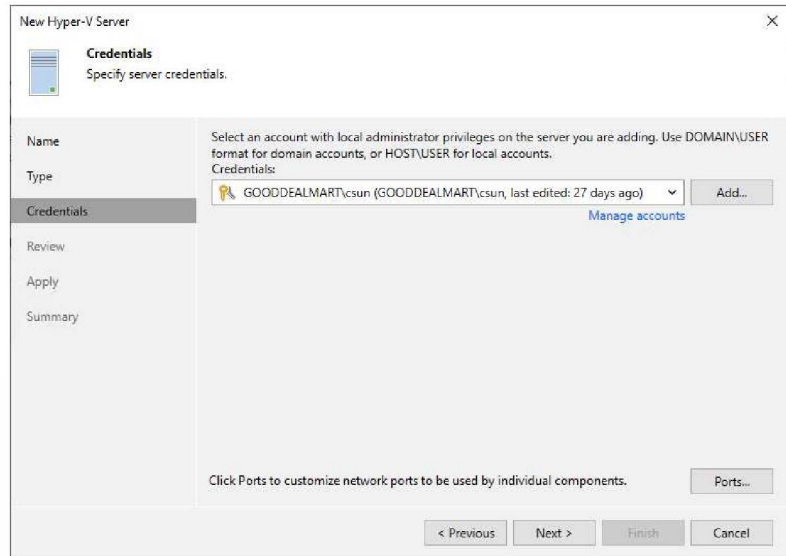 New Hyper-V Server
Credentials
Specify server credentials.
Name
Type
Credentials
Review
Apply
Summary
Select an account with local administrator privileges on the server you are adding. Use DOMAIN\USER
format for domain accounts, or HOST\USER for local accounts.
Credentials:
GOODDEALMART\csun (GOODDEALMART\csun, last edited: 27 days ago)
Add...
Manage accounts
Click Ports to customize network ports to be used by individual components.
Ports...
< Previous
Next >
Finish
Cancel